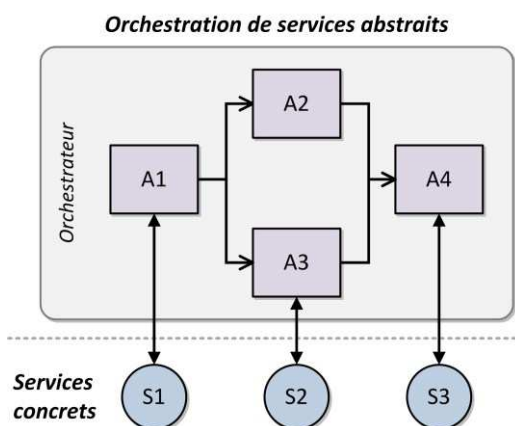 Orchestration de services abstraits
Orchestrateur
A1
A2
A3
A4
Services
concrets
S1
S2
S3